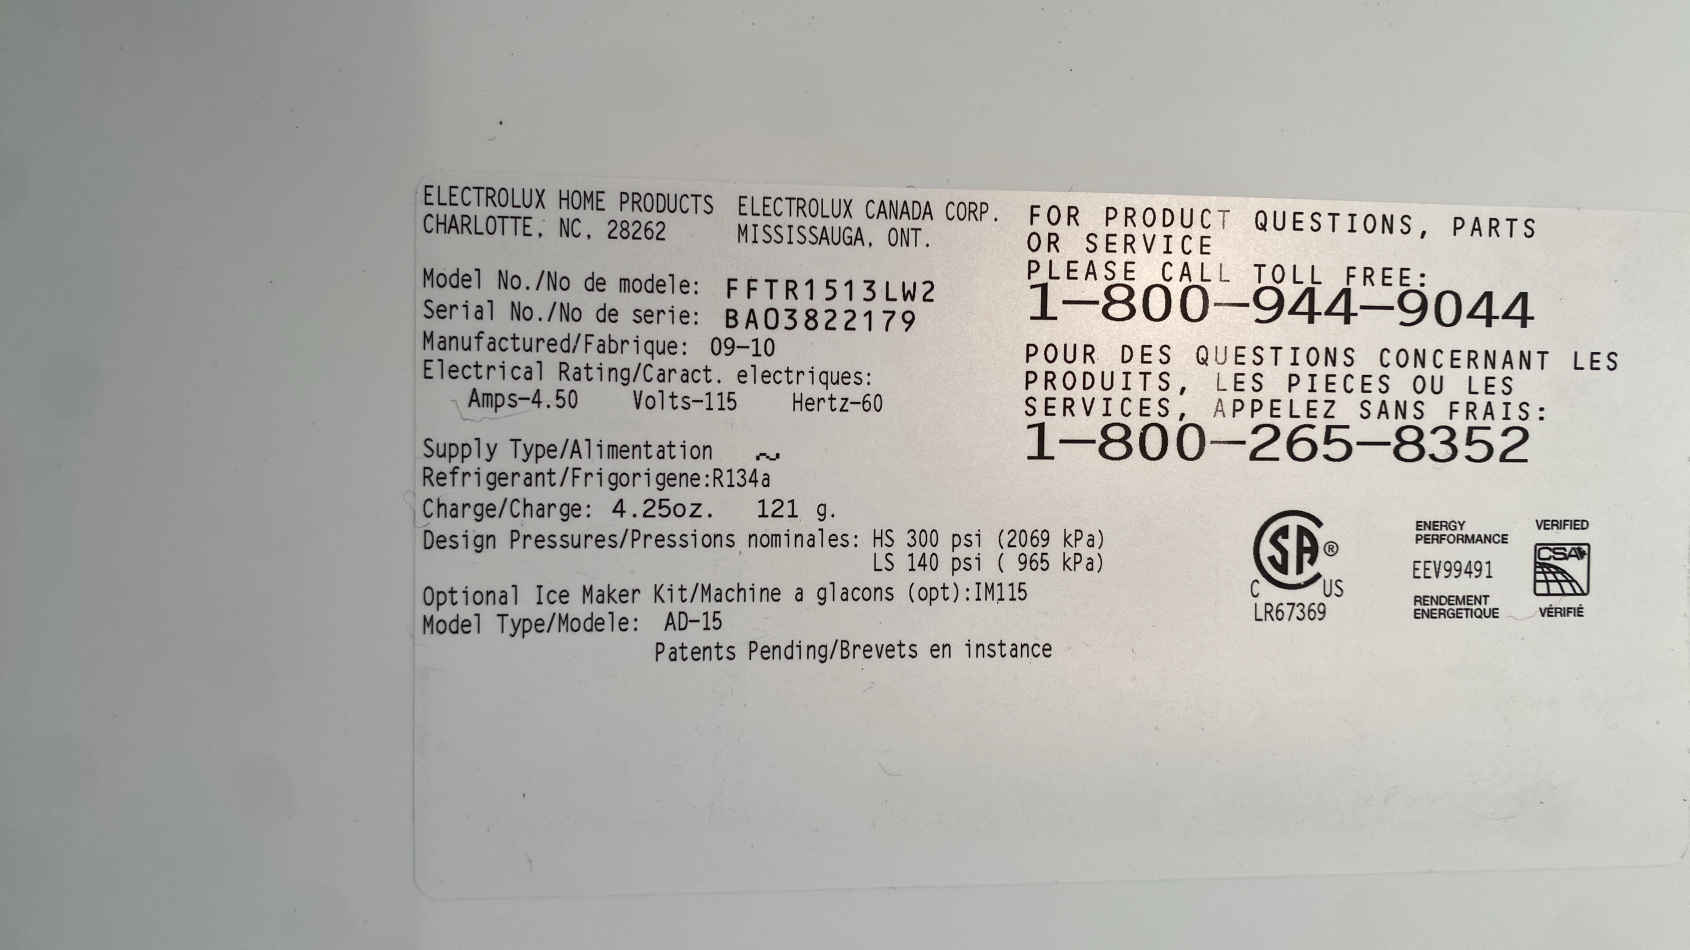 ELECTROLUX HOME PRODUCTS
CHARLOTTE, NC, 28262
ELECTROLUX CANADA CORP.
MISSISSAUGA, ONT.
Model No./No de modele: FFTR1513LW2
Serial No./No de serie: BA03822179
Manufactured/Fabrique: 09-10
Electrical Rating/Caract. electriques:
Amps-4.50 Volts-115 Hertz-60
Supply Type/Alimentation ~
Refrigerant/Frigorigene:R134a
Charge/Charge: 4.25oz. 121 g.
Design Pressures/Pressions nominales: HS 300 psi (2069 kPa)
LS 140 psi ( 965 kPa)
Optional Ice Maker Kit/Machine a glacons (opt):IM115
Model Type/Modele: AD-15
Patents Pending/Brevets en instance
FOR PRODUCT QUESTIONS, PARTS
OR SERVICE
PLEASE CALL TOLL FREE:
1-800-944-9044
POUR DES QUESTIONS CONCERNANT LES
PRODUITS, LES PIECES OU LES
SERVICES, APPELEZ SANS FRAIS:
1-800-265-8352
SA®
C US
LR67369
ENERGY
PERFORMANCE
EEV99491
RENDEMENT
ENERGETIQUE
VERIFIED
CSA
VÉRIFIÉ